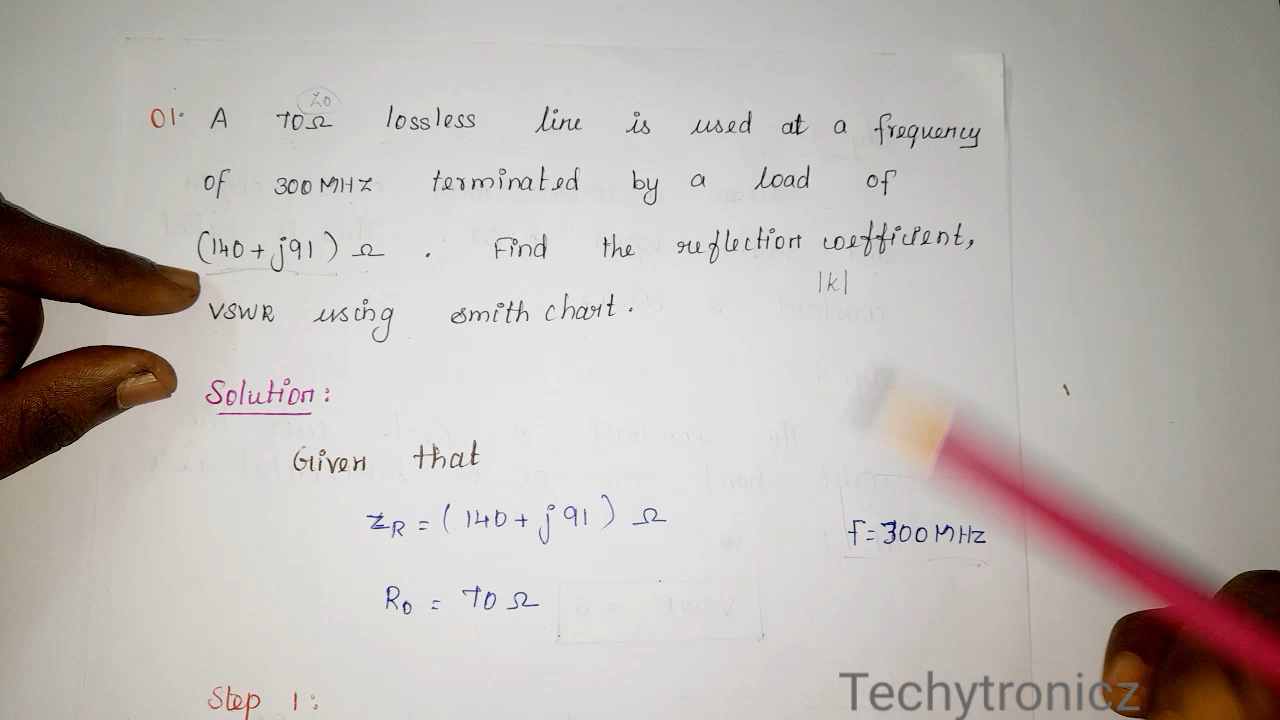 01. A 70Ω lossless line is used at a frequency
Z0
of 300 MHZ terminated by a load of
(140 + j91) Ω . Find the reflection coefficient,
|k|
VSWR using smith chart.
Solution:
Given that
ZR = (140 + j91) Ω
f = 300 MHz
R0 = 70 Ω
Step 1:
Techytronicz